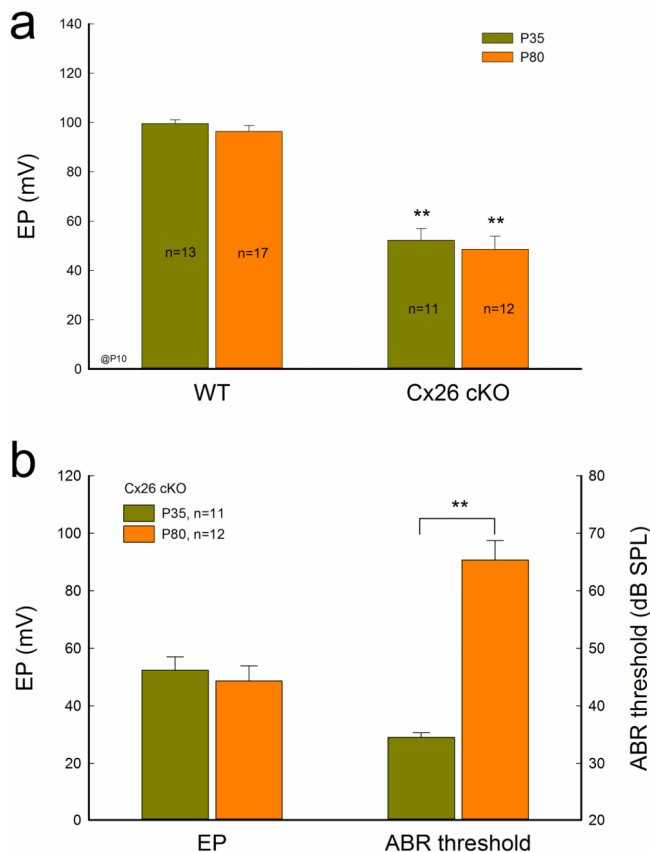 a
P35
P80
140
120
100
80
60
40
20
0
EP (mV)
n=13
n=17
**
**
n=11
n=12
@P10
WT
Cx26 cKO
b
Cx26 cKO
P35, n=11
P80, n=12
120
100
80
60
40
20
0
EP (mV)
**
80
70
60
50
40
30
20
ABR threshold (dB SPL)
EP
ABR threshold